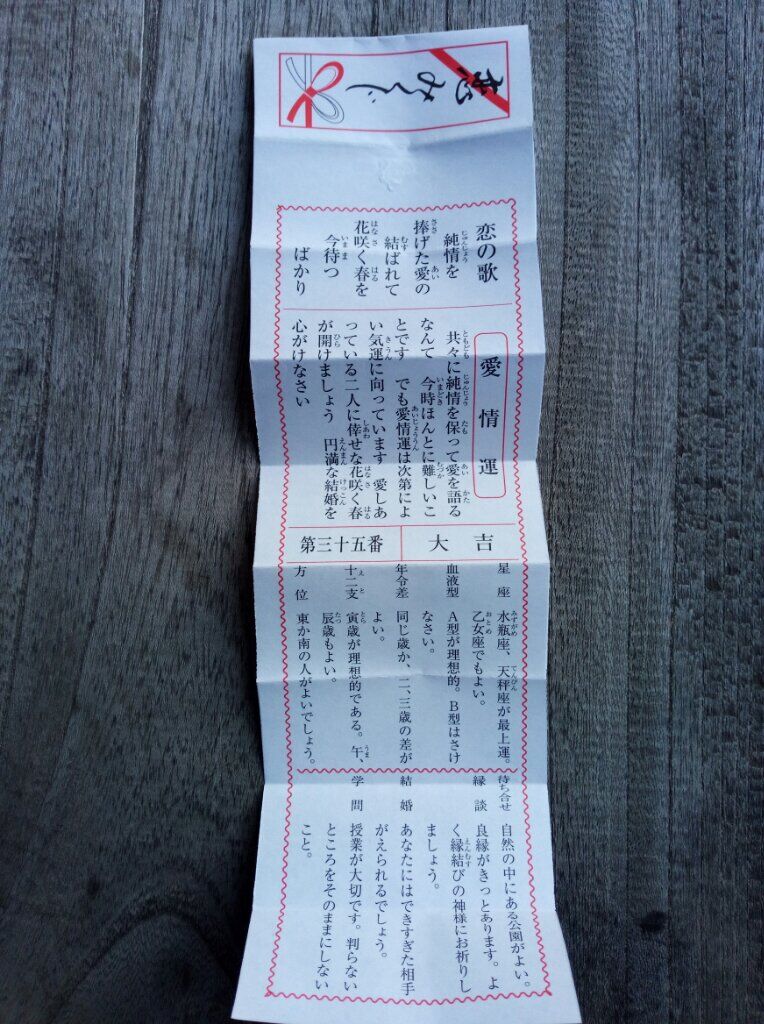 恋みくじ
恋の歌
純情を
捧げた愛の
結ばれて
花咲く春を
今待つ
ばかり
愛情運
共々に純情を保って愛を語る
なんて 今時ほんとに難しいこ
とです でも愛情運は次第によ
い気運に向っています 愛しあ
っている二人に倖せな花咲く春
が開けましょう 円満な結婚を
心がけなさい
大吉
第三十五番
星座 水瓶座、天秤座が最上運。
乙女座でもよい。
血液型 A型が理想的。B型はさけ
なさい。
年令差 同じ歳か、二、三歳の差が
よい。
十二支 寅歳が理想的である。午、
辰歳もよい。
方位 東か南の人がよいでしょう。
待ち合せ 自然の中にある公園がよい。
縁談 良縁がきっとあります。よ
く縁結びの神様にお祈りし
ましょう。
結婚 あなたにはできすぎた相手
がえられるでしょう。
学問 授業が大切です。判らない
ところをそのままにしない
こと。